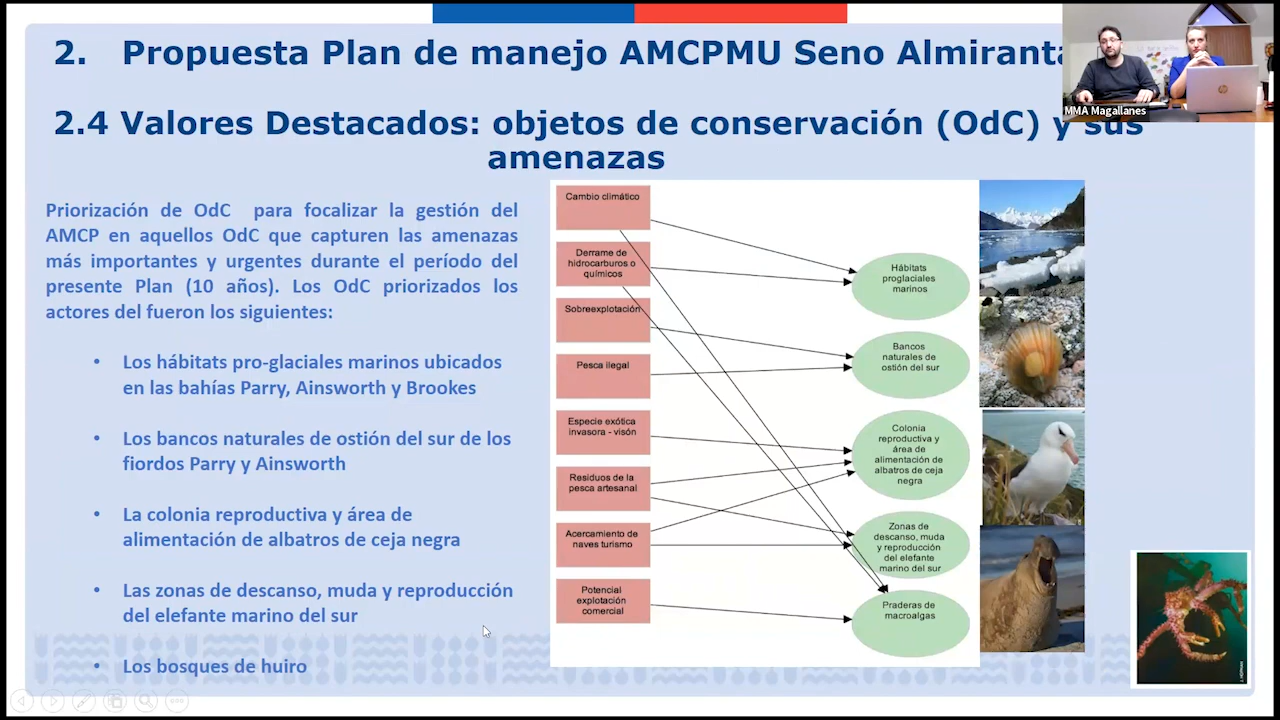 2. Propuesta Plan de manejo AMCPMU Seno Almiranta
2.4 Valores Destacados: objetos de conservación (OdC) y sus
amenazas
MMA Magallanes
Priorización de OdC para focalizar la gestión del
AMCP en aquellos OdC que capturen las amenazas
más importantes y urgentes durante el período del
presente Plan (10 años). Los OdC priorizados los
actores del fueron los siguientes:
• Los hábitats pro-glaciales marinos ubicados
en las bahías Parry, Ainsworth y Brookes
• Los bancos naturales de ostión del sur de los
fiordos Parry y Ainsworth
• La colonia reproductiva y área de
alimentación de albatros de ceja negra
• Las zonas de descanso, muda y reproducción
del elefante marino del sur
• Los bosques de huiro
Cambio climático
Derrame de
hidrocarburos o
químicos
Sobreexplotación
Pesca ilegal
Especie exótica
invasora - visón
Residuos de la
pesca artesanal
Acercamiento de
naves turismo
Potencial
explotación
comercial
Hábitats
proglaciales
marinos
Bancos
naturales de
ostión del sur
Colonia
reproductiva y
área de
alimentación de
albatros de ceja
negra
Zonas de
descanso, muda
y reproducción
del elefante
marino del sur
Praderas de
macroalgas
hp